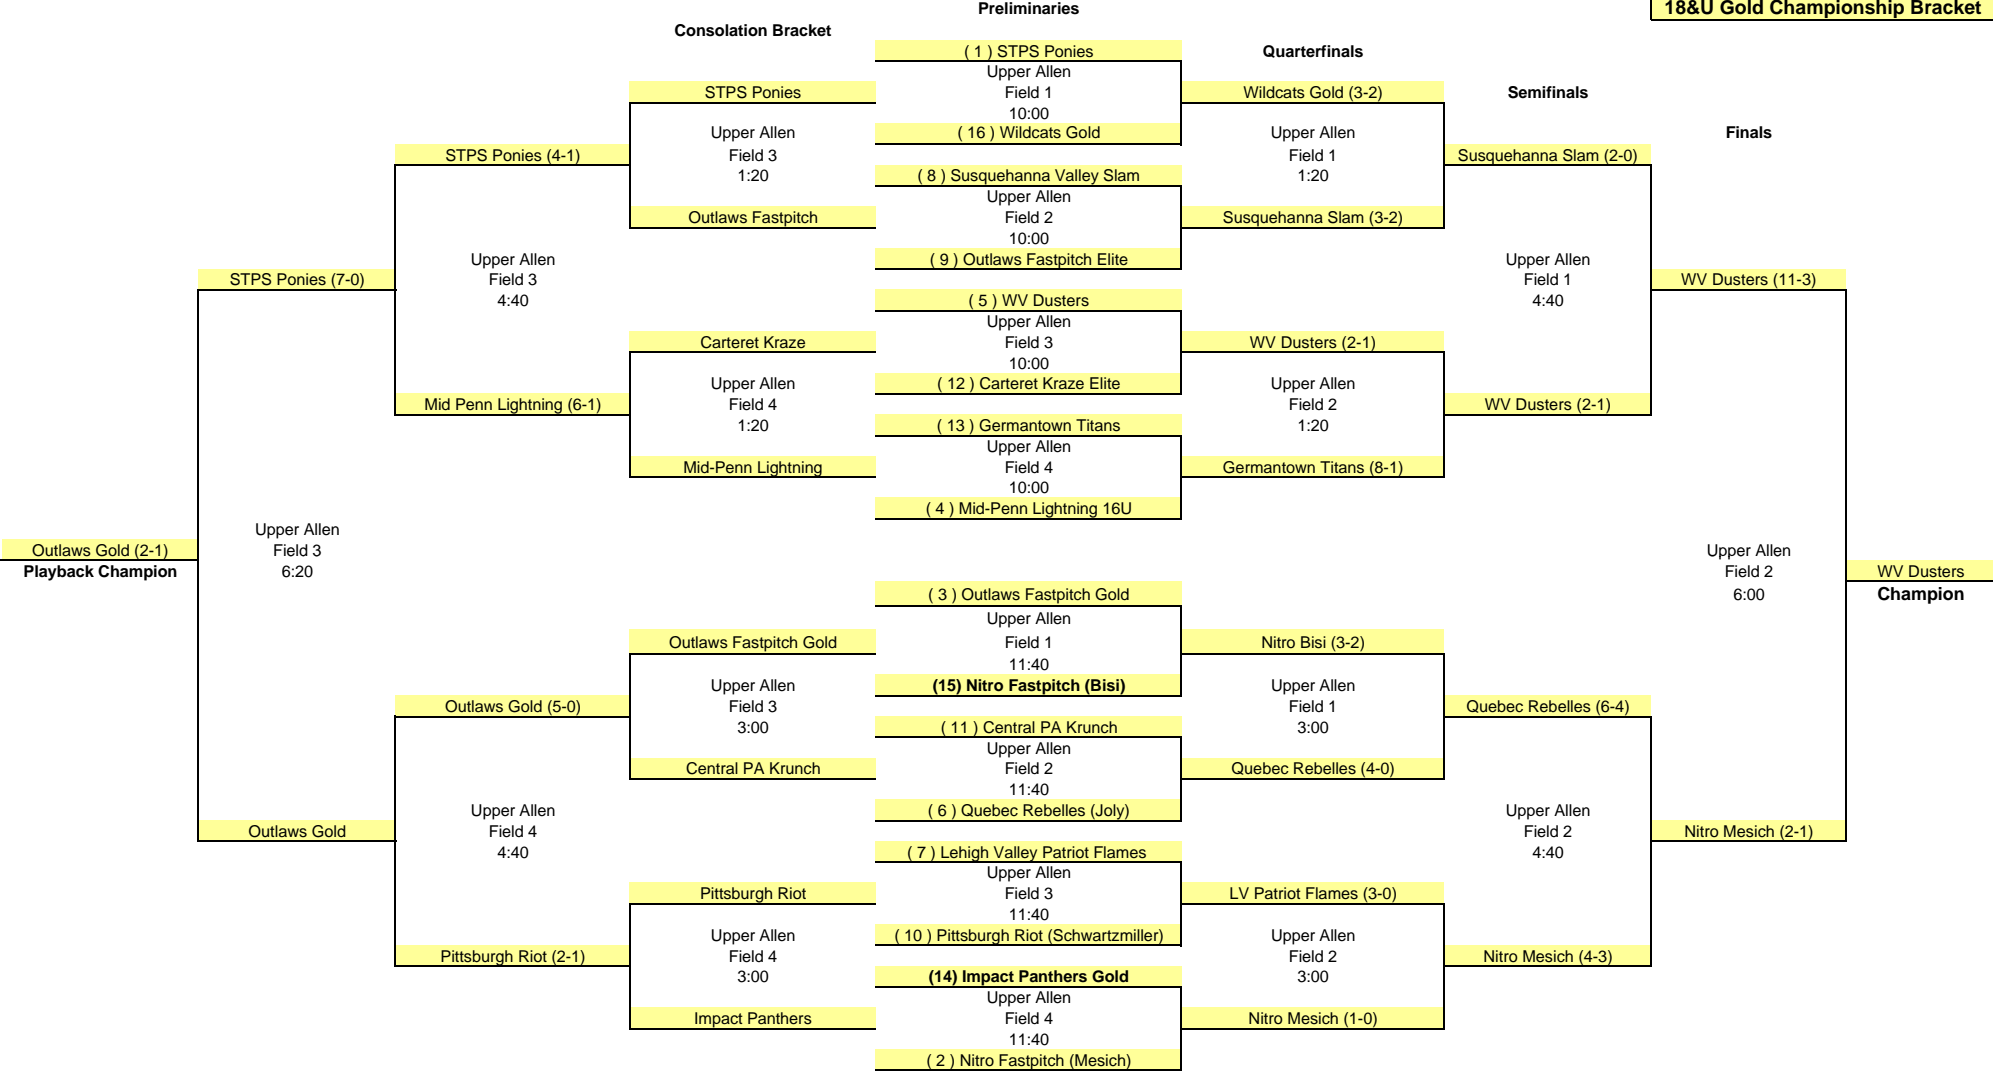 Preliminaries
18&U Gold Championship Bracket
Consolation Bracket
( 1 ) STPS Ponies
Quarterfinals
Upper Allen
STPS Ponies
Field 1
Wildcats Gold (3-2)
Semifinals
10:00
Upper Allen
( 16 ) Wildcats Gold
Upper Allen
Finals
STPS Ponies (4-1)
Field 3
Field 1
Susquehanna Slam (2-0)
1:20
( 8 ) Susquehanna Valley Slam
1:20
Upper Allen
Outlaws Fastpitch
Field 2
Susquehanna Slam (3-2)
10:00
Upper Allen
( 9 ) Outlaws Fastpitch Elite
Upper Allen
STPS Ponies (7-0)
Field 3
Field 1
WV Dusters (11-3)
4:40
( 5 ) WV Dusters
4:40
Upper Allen
Carteret Kraze
Field 3
WV Dusters (2-1)
10:00
Upper Allen
( 12 ) Carteret Kraze Elite
Upper Allen
Mid Penn Lightning (6-1)
Field 4
Field 2
WV Dusters (2-1)
1:20
( 13 ) Germantown Titans
1:20
Upper Allen
Mid-Penn Lightning
Field 4
Germantown Titans (8-1)
10:00
( 4 ) Mid-Penn Lightning 16U
Upper Allen
Outlaws Gold (2-1)
Field 3
Upper Allen
Playback Champion
6:20
Field 2
WV Dusters
( 3 ) Outlaws Fastpitch Gold
6:00
Champion
Upper Allen
Outlaws Fastpitch Gold
Field 1
Nitro Bisi (3-2)
11:40
Upper Allen
(15) Nitro Fastpitch (Bisi)
Upper Allen
Outlaws Gold (5-0)
Field 3
Field 1
Quebec Rebelles (6-4)
3:00
( 11 ) Central PA Krunch
3:00
Upper Allen
Central PA Krunch
Field 2
Quebec Rebelles (4-0)
11:40
Upper Allen
( 6 ) Quebec Rebelles (Joly)
Upper Allen
Outlaws Gold
Field 4
Field 2
Nitro Mesich (2-1)
4:40
( 7 ) Lehigh Valley Patriot Flames
4:40
Upper Allen
Pittsburgh Riot
Field 3
LV Patriot Flames (3-0)
11:40
Upper Allen
( 10 ) Pittsburgh Riot (Schwartzmiller)
Upper Allen
Pittsburgh Riot (2-1)
Field 4
Field 2
Nitro Mesich (4-3)
3:00
(14) Impact Panthers Gold
3:00
Upper Allen
Impact Panthers
Field 4
Nitro Mesich (1-0)
11:40
( 2 ) Nitro Fastpitch (Mesich)